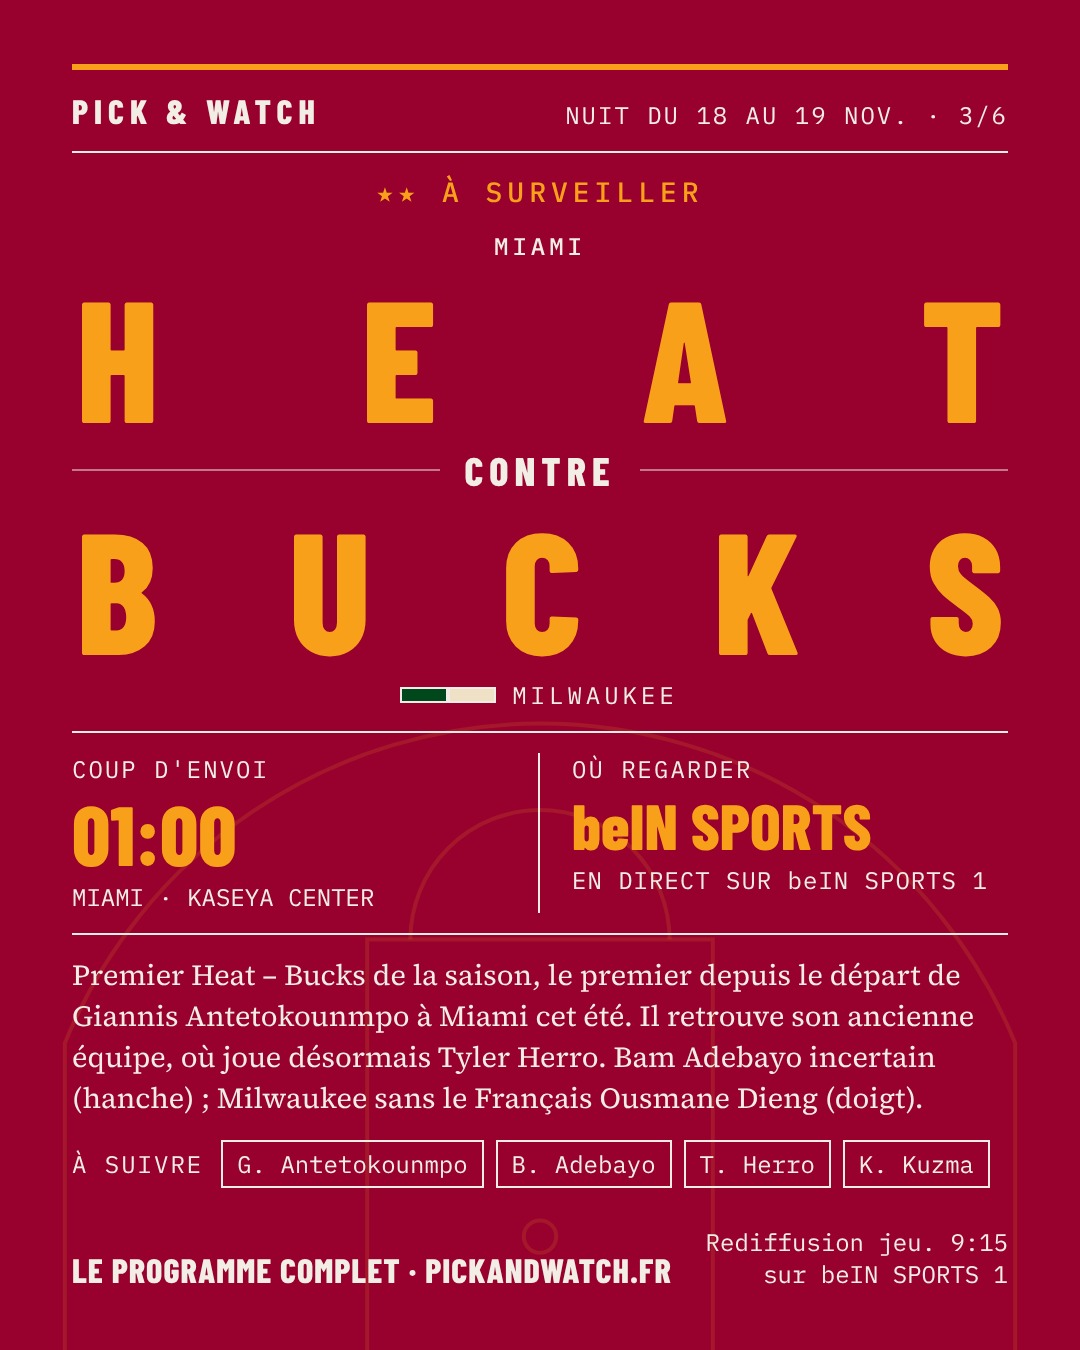 PICK & WATCH
NUIT DU 18 AU 19 NOV. · 3/6
★★ À SURVEILLER
MIAMI
HEAT
CONTRE
BUCKS
MILWAUKEE
COUP D'ENVOI
01:00
MIAMI · KASEYA CENTER
OÙ REGARDER
beIN SPORTS
EN DIRECT SUR beIN SPORTS 1
Premier Heat – Bucks de la saison, le premier depuis le départ de
Giannis Antetokounmpo à Miami cet été. Il retrouve son ancienne
équipe, où joue désormais Tyler Herro. Bam Adebayo incertain
(hanche) ; Milwaukee sans le Français Ousmane Dieng (doigt).
À SUIVRE G. Antetokounmpo B. Adebayo T. Herro K. Kuzma
LE PROGRAMME COMPLET · PICKANDWATCH.FR
Rediffusion jeu. 9:15
sur beIN SPORTS 1